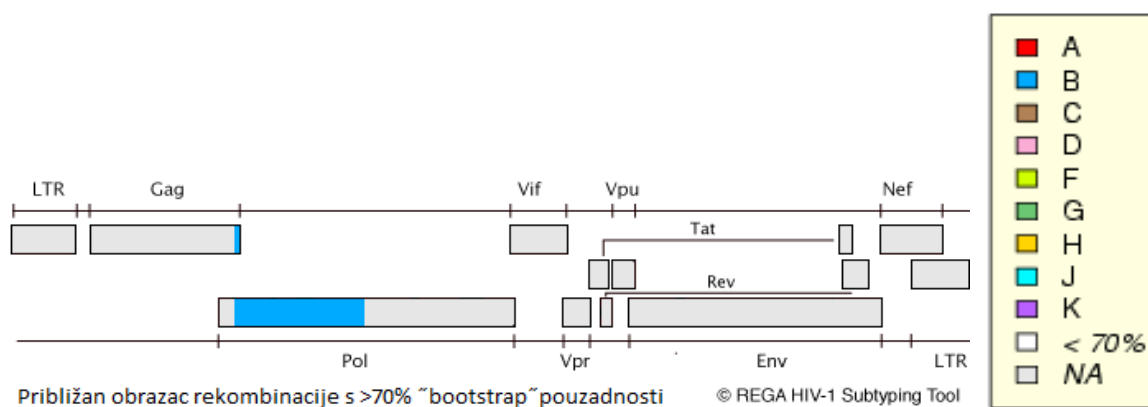 LTR Gag Vif Vpu Nef
Tat
Rev
Pol Vpr Env LTR
Približan obrazac rekombinacije s >70% ˝bootstrap˝pouzadnosti © REGA HIV-1 Subtyping Tool
A
B
C
D
F
G
H
J
K
< 70%
NA